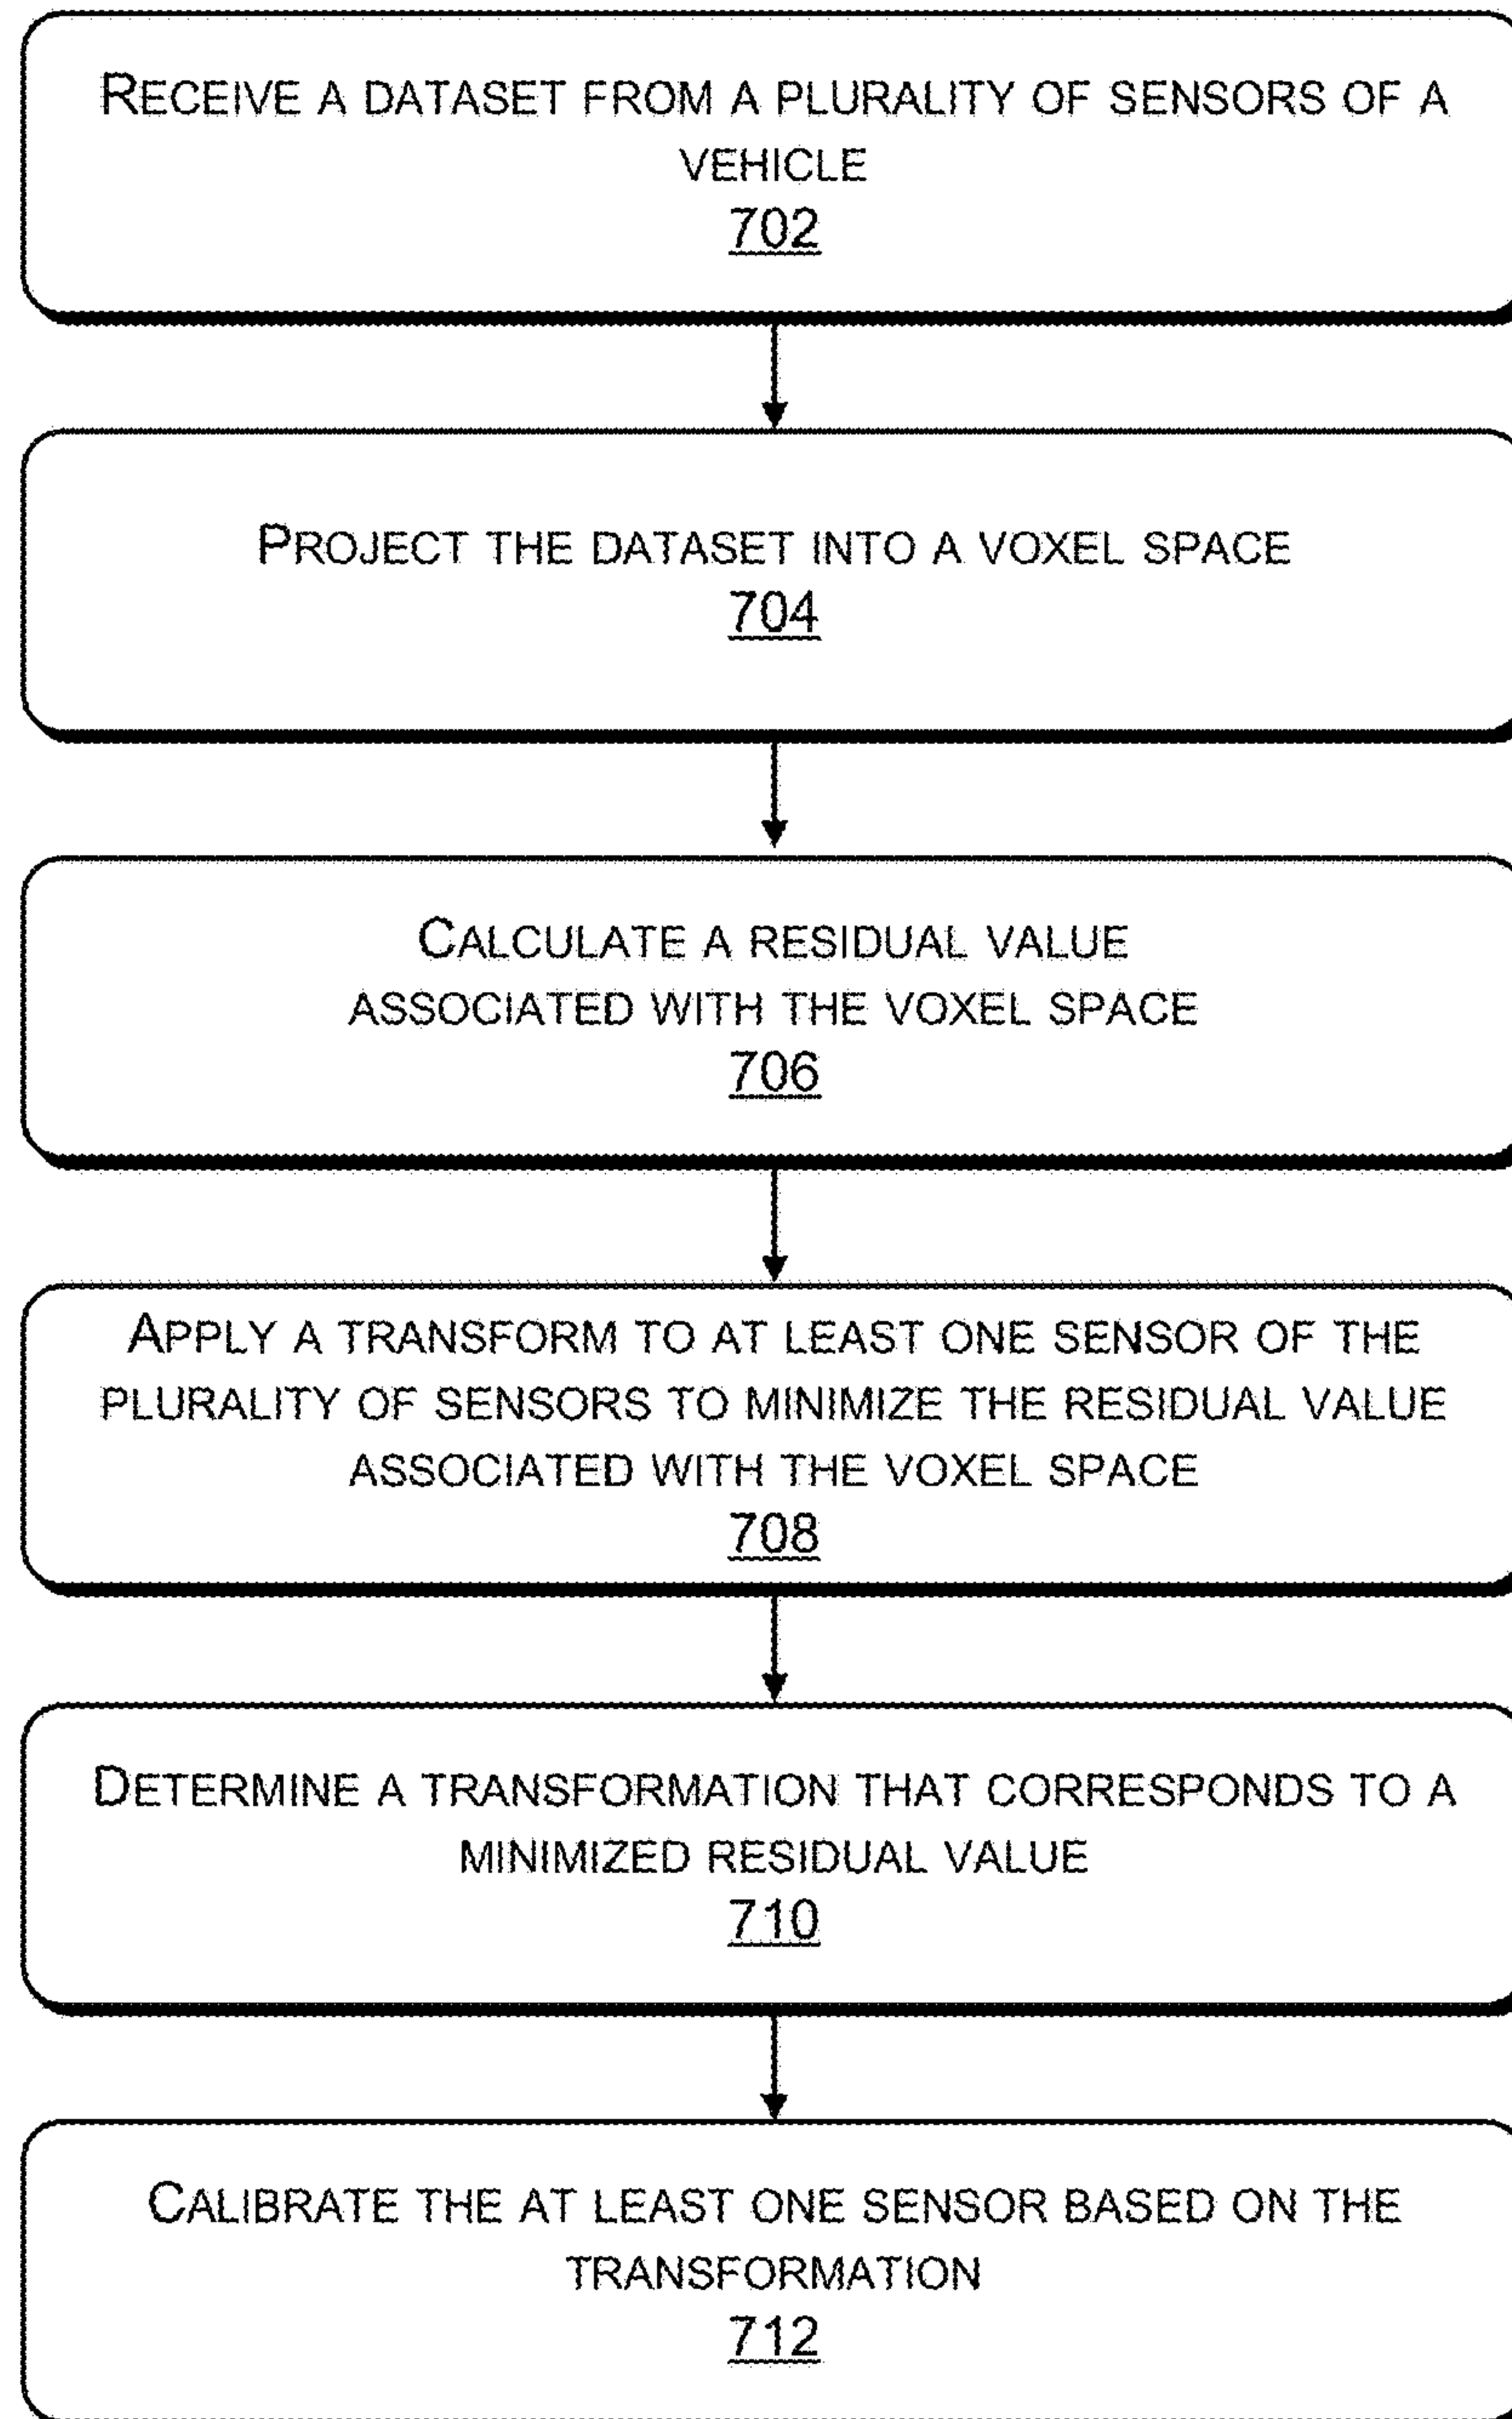 RECEIVE A DATASET FROM A PLURALITY OF SENSORS OF A
VEHICLE
702
PROJECT THE DATASET INTO A VOXEL SPACE
704
CALCULATE A RESIDUAL VALUE
ASSOCIATED WITH THE VOXEL SPACE
706
APPLY A TRANSFORM TO AT LEAST ONE SENSOR OF THE
PLURALITY OF SENSORS TO MINIMIZE THE RESIDUAL VALUE
ASSOCIATED WITH THE VOXEL SPACE
708
DETERMINE A TRANSFORMATION THAT CORRESPONDS TO A
MINIMIZED RESIDUAL VALUE
710
CALIBRATE THE AT LEAST ONE SENSOR BASED ON THE
TRANSFORMATION
712